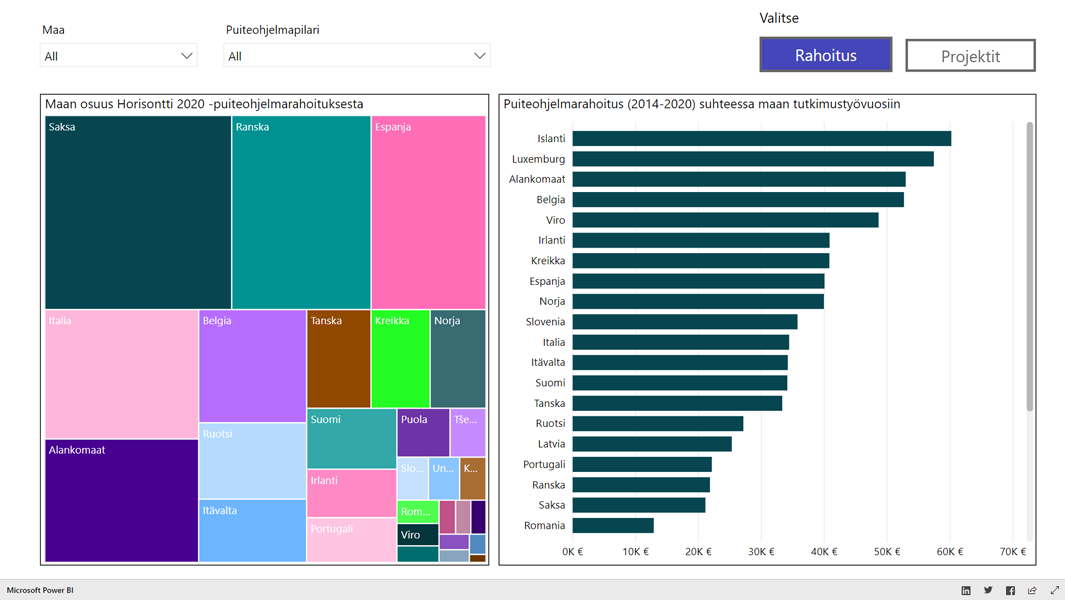 Maa
Puiteohjelmapilari
Valitse
All
All
Rahoitus
Projektit
Maan osuus Horisontti 2020 -puiteohjelmarahoituksesta
Saksa
Ranska
Espanja
Italia
Belgia
Tanska
Kreikka
Norja
Alankomaat
Ruotsi
Itävalta
Suomi
Irlanti
Portugali
Puola
Tše...
Slo...
Un...
K...
Rom...
Viro
Puiteohjelmarahoitus (2014-2020) suhteessa maan tutkimustyövuosiin
Islanti
Luxemburg
Alankomaat
Belgia
Viro
Irlanti
Kreikka
Espanja
Norja
Slovenia
Italia
Itävalta
Suomi
Tanska
Ruotsi
Latvia
Portugali
Ranska
Saksa
Romania
0K € 10K € 20K € 30K € 40K € 50K € 60K € 70K €
Microsoft Power BI